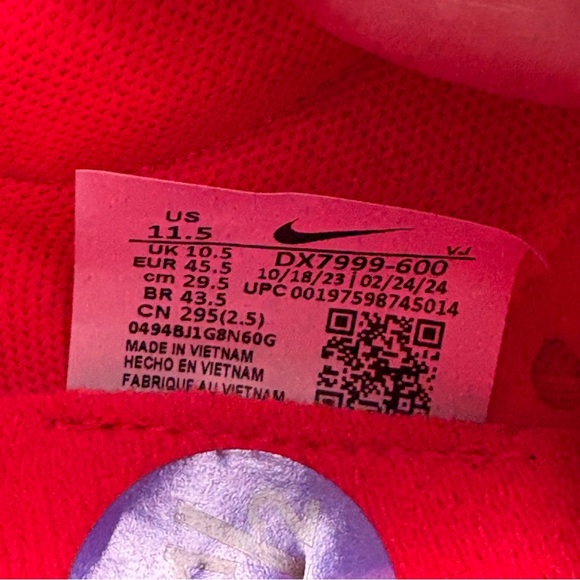 US
11.5
UK 10.5
EUR 45.5
cm 29.5
BR 43.5
CN 295(2.5)
0494BJ1G8N60G
MADE IN VIETNAM
HECHO EN VIETNAM
FABRIQUE AU VIETNAM
VJ
DX7999-600
10/18/23 | 02/24/24
UPC 00197598745014